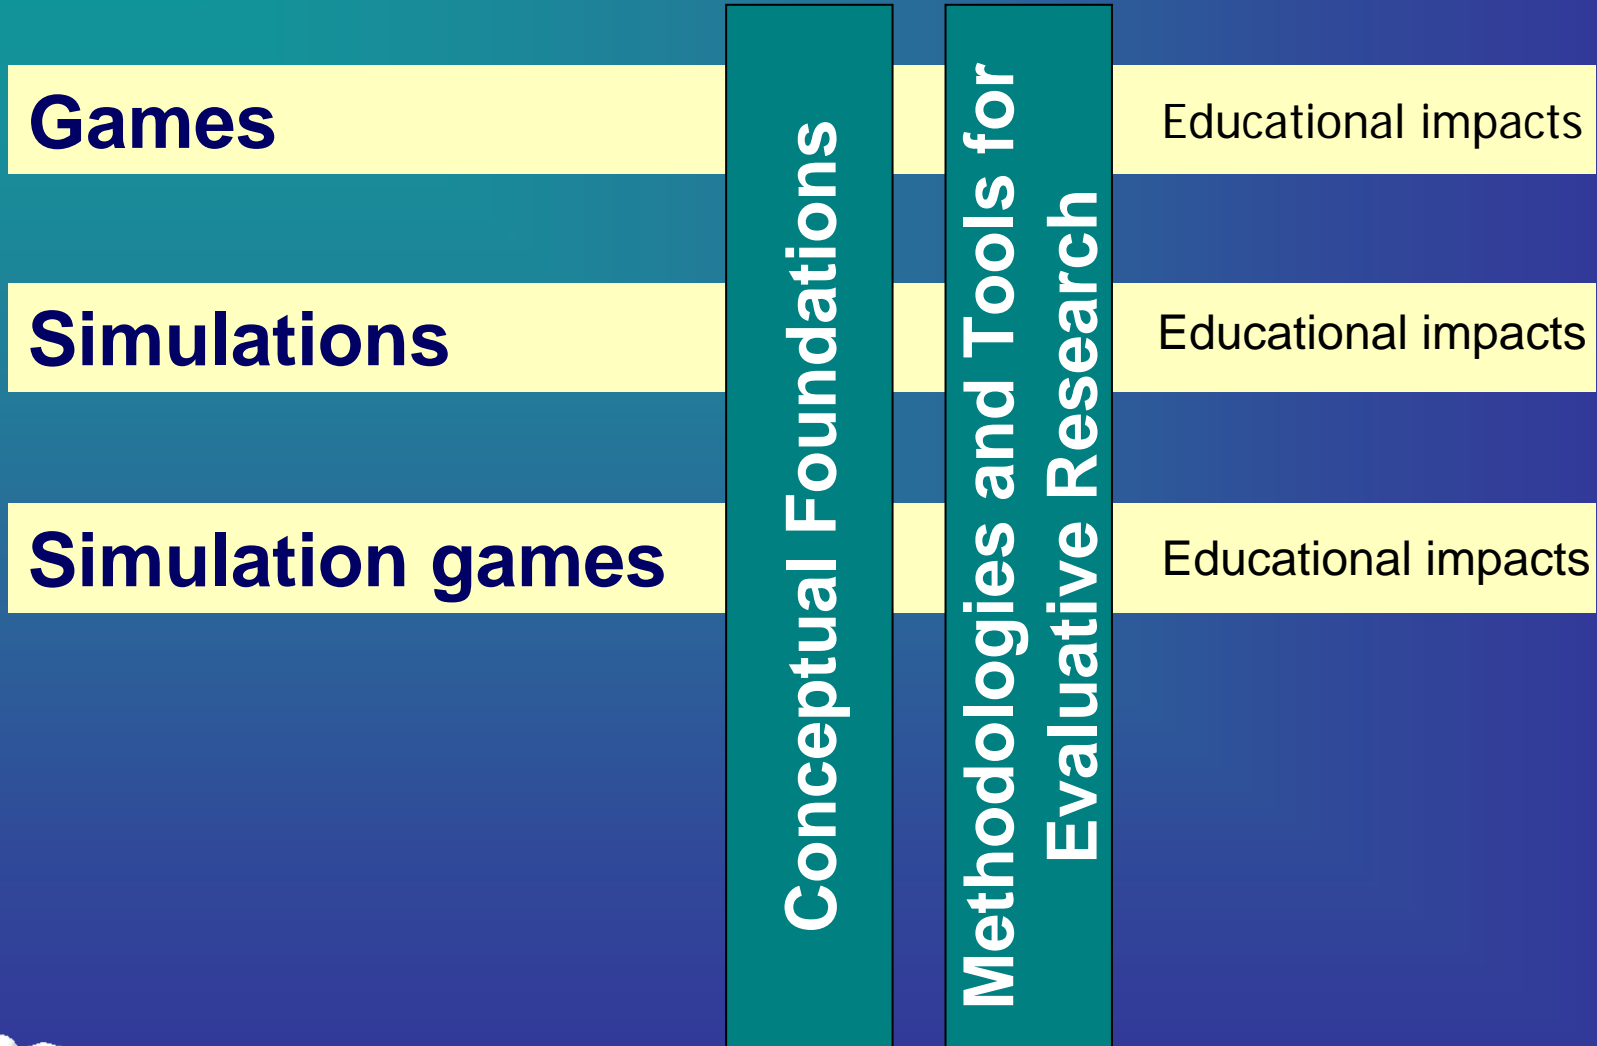 Games
Educational impacts
Simulations
Educational impacts
Simulation games
Educational impacts
Conceptual Foundations
Methodologies and Tools for
Evaluative Research